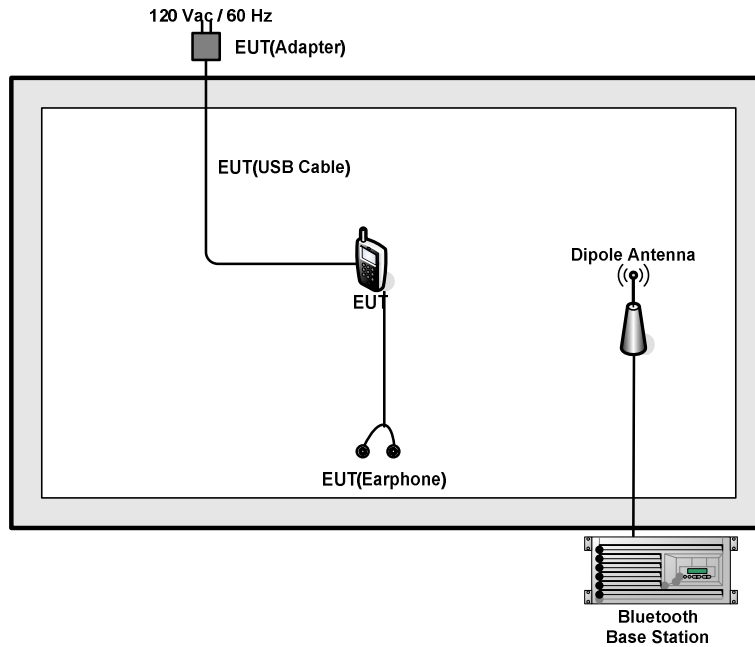 120 Vac / 60 Hz
EUT(Adapter)
EUT(USB Cable)
Dipole Antenna
EUT
EUT(Earphone)
Bluetooth
Base Station